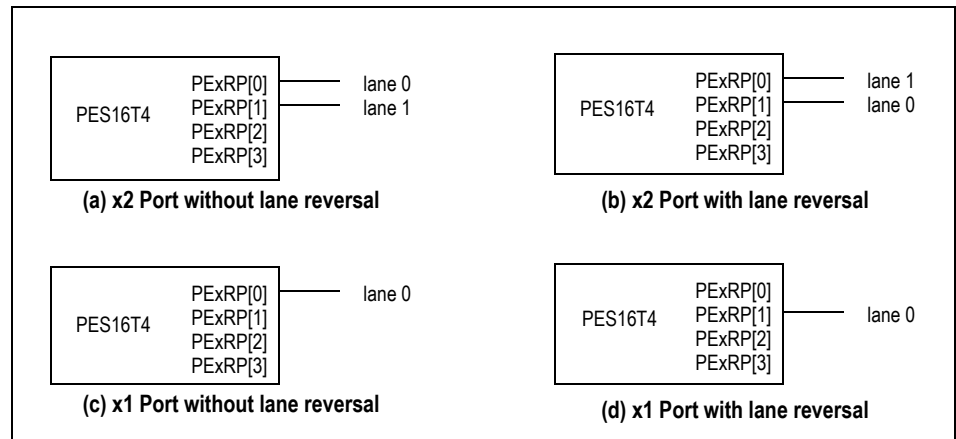 PExRP[0] lane 0
PES16T4 PExRP[1] lane 1
PExRP[2]
PExRP[3]
(a) x2 Port without lane reversal
PExRP[0] lane 1
PES16T4 PExRP[1] lane 0
PExRP[2]
PExRP[3]
(b) x2 Port with lane reversal
PExRP[0] lane 0
PES16T4 PExRP[1]
PExRP[2]
PExRP[3]
(c) x1 Port without lane reversal
PExRP[0]
PES16T4 PExRP[1] lane 0
PExRP[2]
PExRP[3]
(d) x1 Port with lane reversal